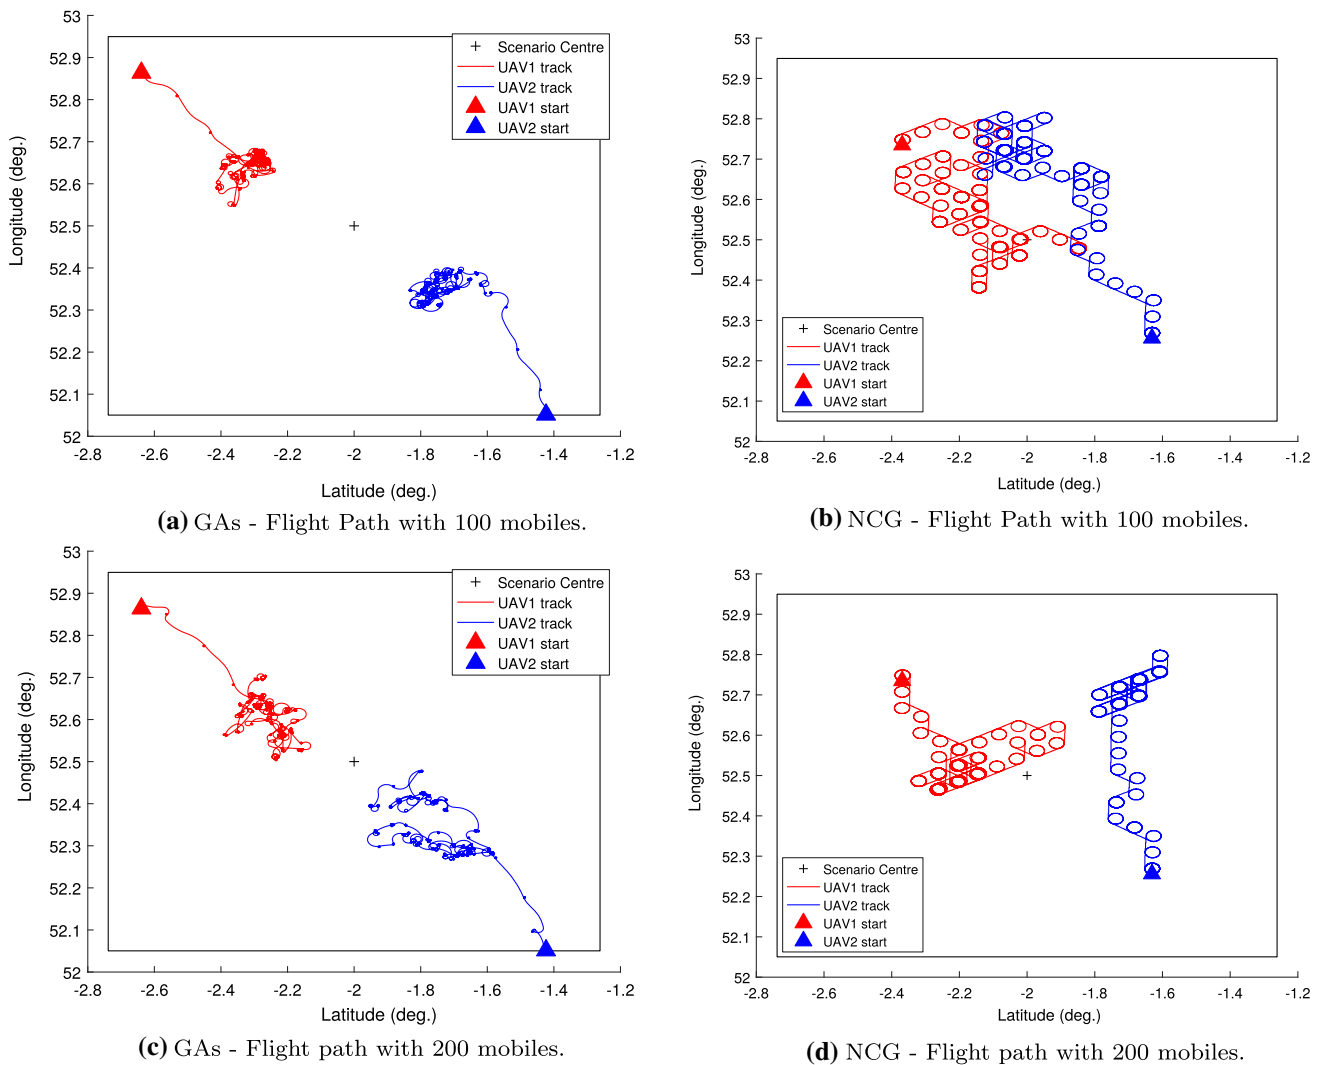 53
52.9
52.8
52.7
52.6
52.5
52.4
52.3
52.2
52.1
52
-2.8
-2.6
-2.4
-2.2
-2
-1.8
-1.6
-1.4
-1.2
Longitude (deg.)
Latitude (deg.)
Scenario Centre
UAV1 track
UAV2 track
UAV1 start
UAV2 start
(a) GAs - Flight Path with 100 mobiles.
53
52.9
52.8
52.7
52.6
52.5
52.4
52.3
52.2
52.1
52
-2.8
-2.6
-2.4
-2.2
-2
-1.8
-1.6
-1.4
-1.2
Longitude (deg.)
Latitude (deg.)
Scenario Centre
UAV1 track
UAV2 track
UAV1 start
UAV2 start
(b) NCG - Flight Path with 100 mobiles.
53
52.9
52.8
52.7
52.6
52.5
52.4
52.3
52.2
52.1
52
-2.8
-2.6
-2.4
-2.2
-2
-1.8
-1.6
-1.4
-1.2
Longitude (deg.)
Latitude (deg.)
Scenario Centre
UAV1 track
UAV2 track
UAV1 start
UAV2 start
(c) GAs - Flight path with 200 mobiles.
53
52.9
52.8
52.7
52.6
52.5
52.4
52.3
52.2
52.1
52
-2.8
-2.6
-2.4
-2.2
-2
-1.8
-1.6
-1.4
-1.2
Longitude (deg.)
Latitude (deg.)
Scenario Centre
UAV1 track
UAV2 track
UAV1 start
UAV2 start
(d) NCG - Flight path with 200 mobiles.